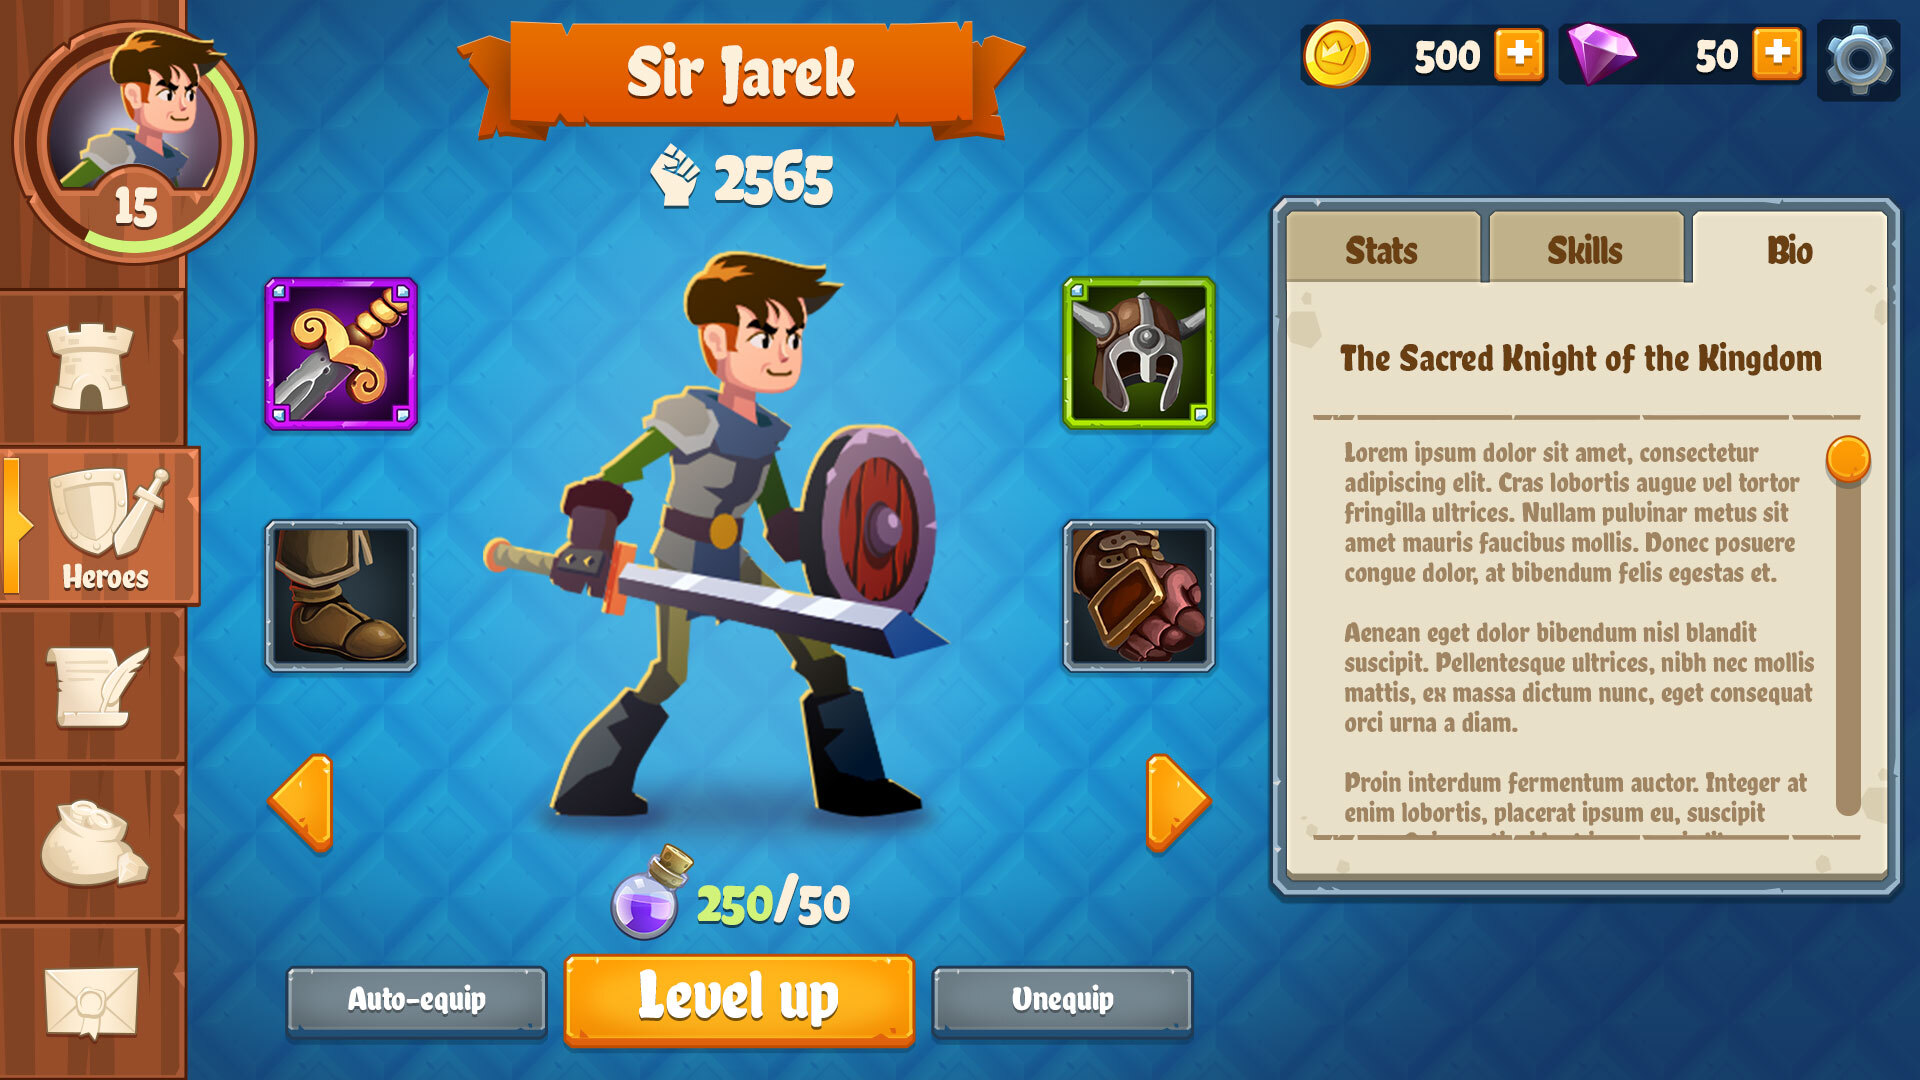 Sir Jarek
500
50
15
2565
Stats
Skills
Bio
The Sacred Knight of the Kingdom
Lorem ipsum dolor sit amet, consectetur
adipiscing elit. Cras lobortis augue vel tortor
fringilla ultrices. Nullam pulvinar metus sit
amet mauris faucibus mollis. Donec posuere
congue dolor, at bibendum felis egestas et.
Aenean eget dolor bibendum nisl blandit
suscipit. Pellentesque ultrices, nibh nec mollis
mattis, ex massa dictum nunc, eget consequat
orci urna a diam.
Proin interdum fermentum auctor. Integer at
enim lobortis, placerat ipsum eu, suscipit
Heroes
250/50
Auto-equip
Level up
Unequip